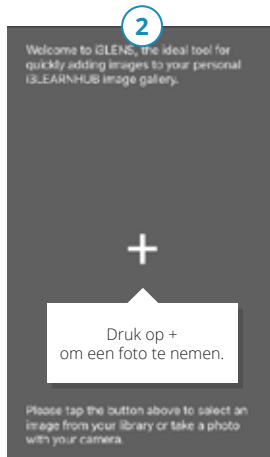 2
Welcome to i3LENS, the ideal tool for
quickly adding images to your personal
i3LEARNHUB image gallery.
+
Druk op +
om een foto te nemen.
Please tap the button above to select an
image from your library or take a photo
with your camera.